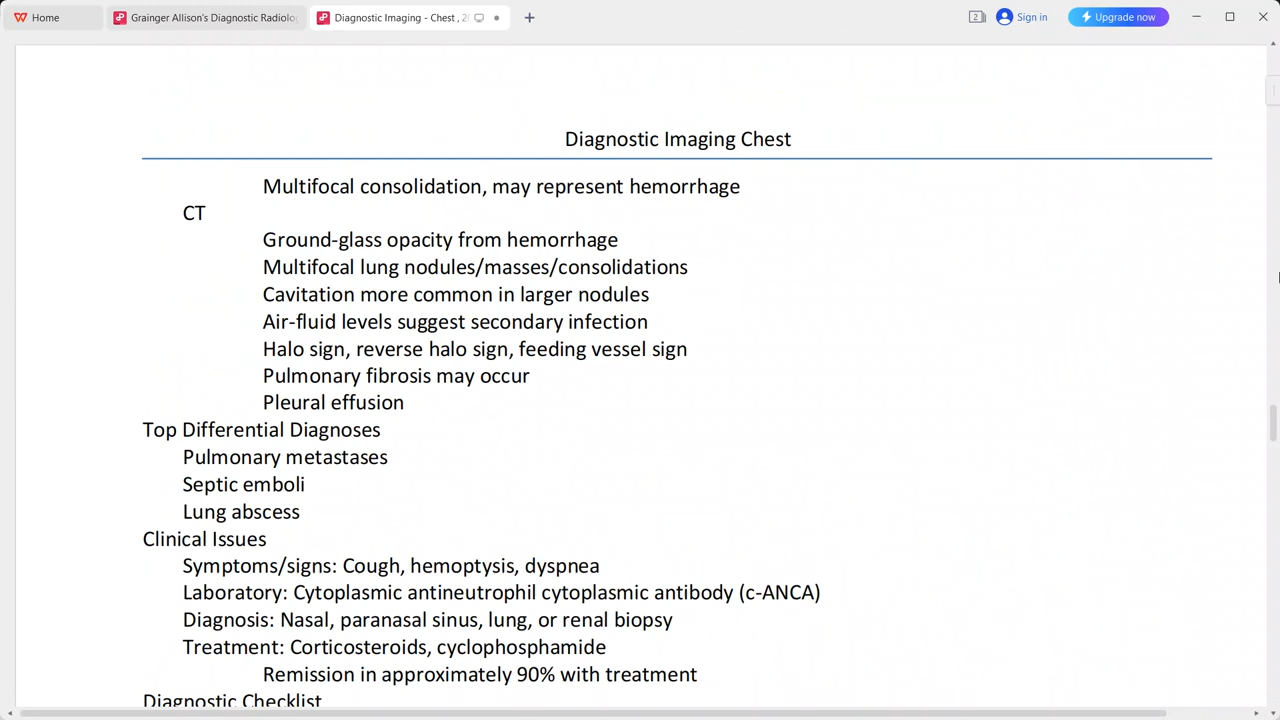 Home
Grainger Allison's Diagnostic Radiolo
Diagnostic Imaging - Chest , 2
2
Sign in
Upgrade now
Diagnostic Imaging Chest
Multifocal consolidation, may represent hemorrhage
CT
Ground-glass opacity from hemorrhage
Multifocal lung nodules/masses/consolidations
Cavitation more common in larger nodules
Air-fluid levels suggest secondary infection
Halo sign, reverse halo sign, feeding vessel sign
Pulmonary fibrosis may occur
Pleural effusion
Top Differential Diagnoses
Pulmonary metastases
Septic emboli
Lung abscess
Clinical Issues
Symptoms/signs: Cough, hemoptysis, dyspnea
Laboratory: Cytoplasmic antineutrophil cytoplasmic antibody (c-ANCA)
Diagnosis: Nasal, paranasal sinus, lung, or renal biopsy
Treatment: Corticosteroids, cyclophosphamide
Remission in approximately 90% with treatment
Diagnostic Checklist